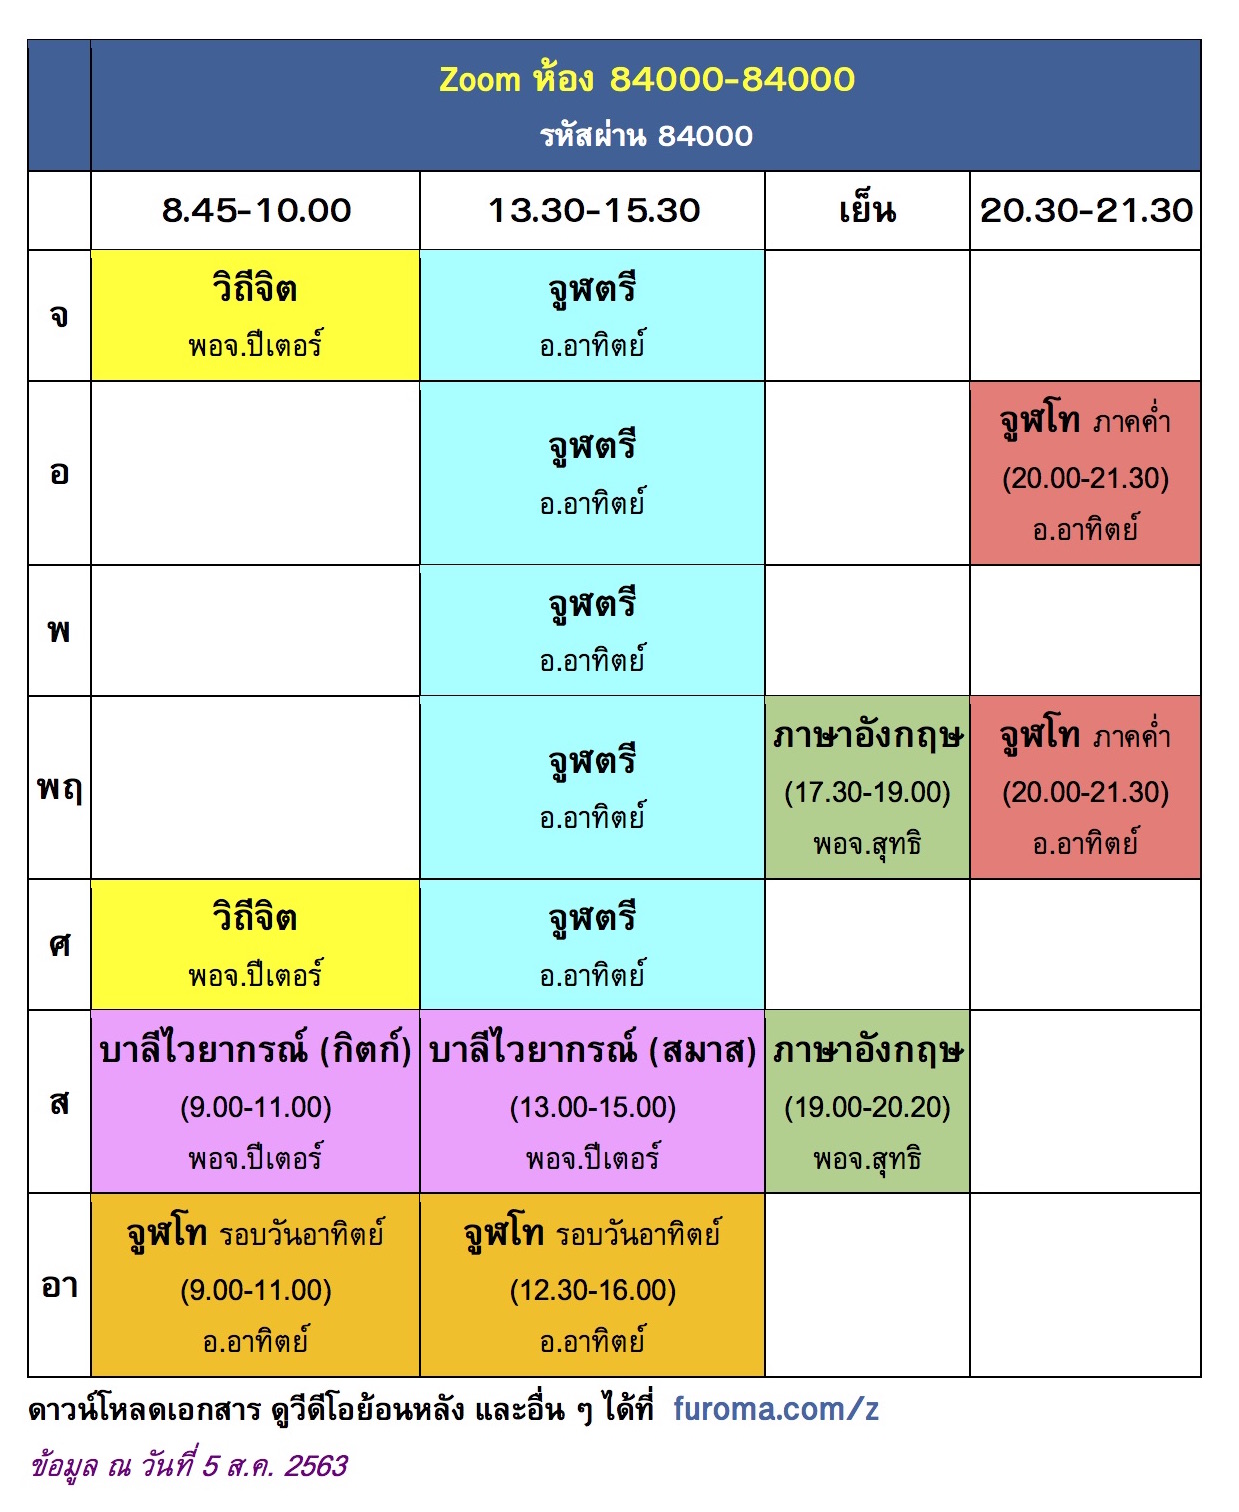 Zoom ห้อง 84000-84000
รหัสผ่าน 84000
8.45-10.00 13.30-15.30 เย็น 20.30-21.30
จ
วิถีจิต
พอจ.ปีเตอร์
จูฬตรี
อ.อาทิตย์
อ
จูฬตรี
อ.อาทิตย์
จูฬโท ภาคค่ำ
(20.00-21.30)
อ.อาทิตย์
พ
จูฬตรี
อ.อาทิตย์
พฤ
จูฬตรี
อ.อาทิตย์
ภาษาอังกฤษ
(17.30-19.00)
พอจ.สุทธิ
จูฬโท ภาคค่ำ
(20.00-21.30)
อ.อาทิตย์
ศ
วิถีจิต
พอจ.ปีเตอร์
จูฬตรี
อ.อาทิตย์
ส
บาลีไวยากรณ์ (กิตก์)
(9.00-11.00)
พอจ.ปีเตอร์
บาลีไวยากรณ์ (สมาส)
(13.00-15.00)
พอจ.ปีเตอร์
ภาษาอังกฤษ
(19.00-20.20)
พอจ.สุทธิ
อา
จูฬโท รอบวันอาทิตย์
(9.00-11.00)
อ.อาทิตย์
จูฬโท รอบวันอาทิตย์
(12.30-16.00)
อ.อาทิตย์
ดาวน์โหลดเอกสาร ดูวีดีโอย้อนหลัง และอื่น ๆ ได้ที่ furoma.com/z
ข้อมูล ณ วันที่ 5 ส.ค. 2563